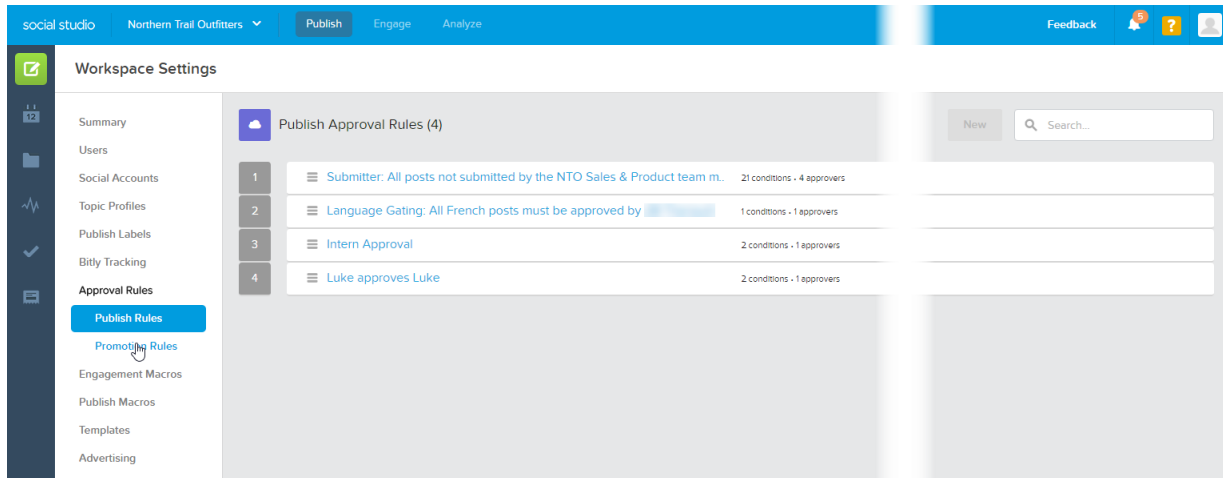 social studio Northern Trail Outfitters Publish Engage Analyze Feedback 5 ?
Workspace Settings
12
Summary
Users
Social Accounts
Topic Profiles
Publish Labels
Bitly Tracking
Approval Rules
Publish Rules
Promotion Rules
Engagement Macros
Publish Macros
Templates
Advertising
Publish Approval Rules (4) New Search...
1 Submitter: All posts not submitted by the NTO Sales & Product team m.. 21 conditions • 4 approvers
2 Language Gating: All French posts must be approved by 1 conditions • 1 approvers
3 Intern Approval 2 conditions • 1 approvers
4 Luke approves Luke 2 conditions • 1 approvers